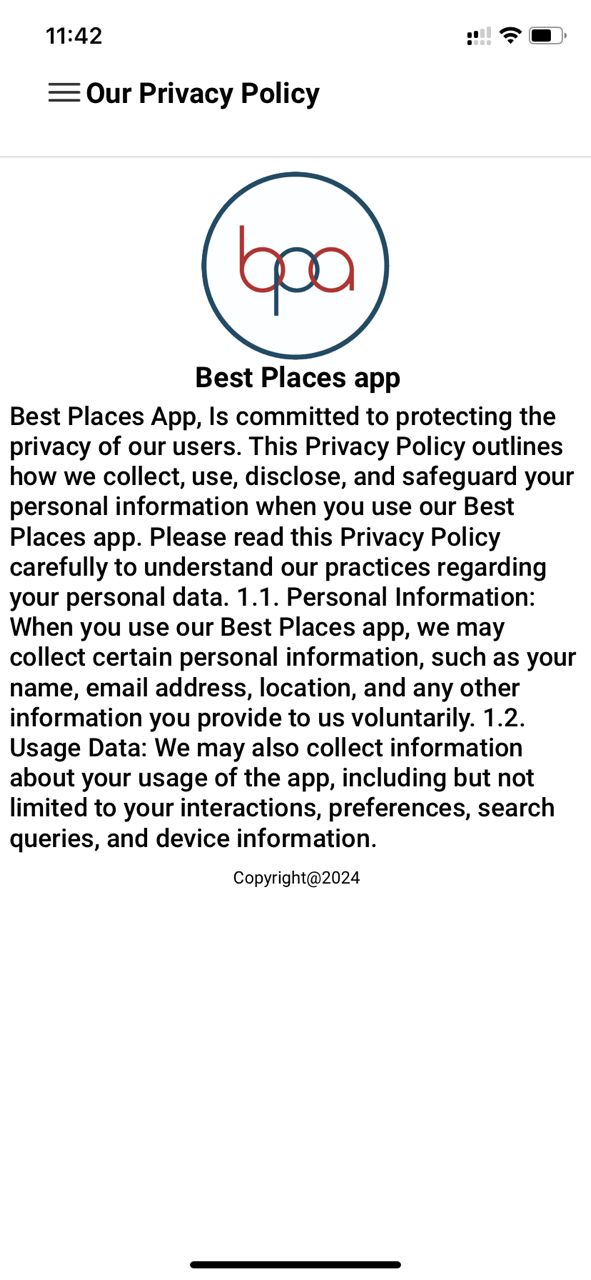 11:42
Our Privacy Policy
bpa
Best Places app
Best Places App, Is committed to protecting the
privacy of our users. This Privacy Policy outlines
how we collect, use, disclose, and safeguard your
personal information when you use our Best
Places app. Please read this Privacy Policy
carefully to understand our practices regarding
your personal data. 1.1. Personal Information:
When you use our Best Places app, we may
collect certain personal information, such as your
name, email address, location, and any other
information you provide to us voluntarily. 1.2.
Usage Data: We may also collect information
about your usage of the app, including but not
limited to your interactions, preferences, search
queries, and device information.
Copyright@2024